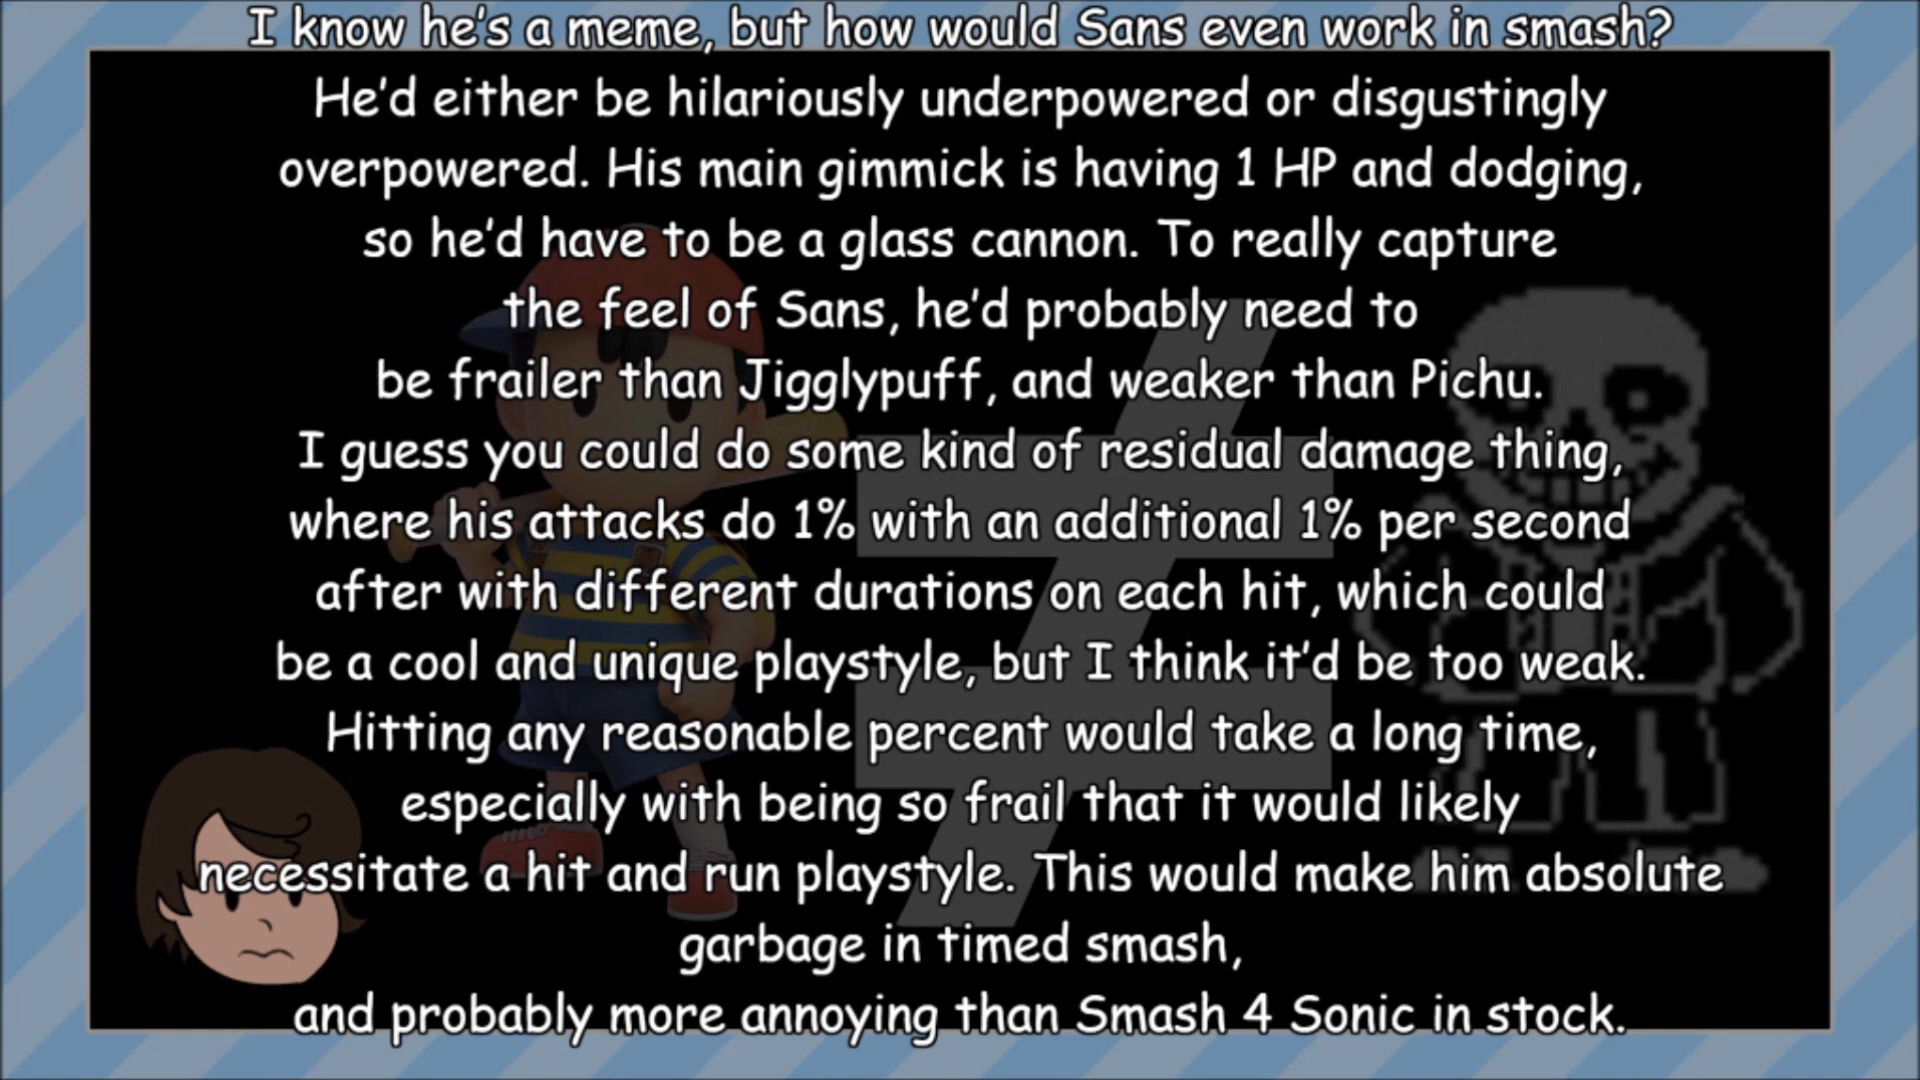 I know he's a meme, but how would Sans even work in smash?
He'd either be hilariously underpowered or disgustingly
overpowered. His main gimmick is having 1 HP and dodging,
so he'd have to be a glass cannon. To really capture
the feel of Sans, he'd probably need to
be frailer than Jigglypuff, and weaker than Pichu.
I guess you could do some kind of residual damage thing,
where his attacks do 1% with an additional 1% per second
after with different durations on each hit, which could
be a cool and unique playstyle, but I think it'd be too weak.
Hitting any reasonable percent would take a long time,
especially with being so frail that it would likely
necessitate a hit and run playstyle. This would make him absolute
garbage in timed smash,
and probably more annoying than Smash 4 Sonic in stock.